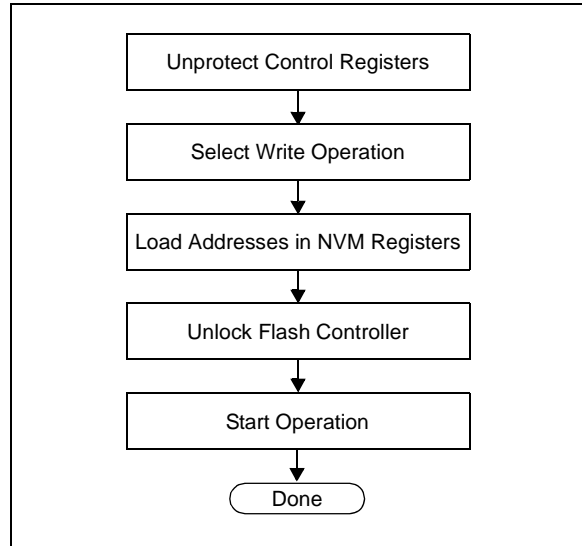 Unprotect Control Registers
Select Write Operation
Load Addresses in NVM Registers
Unlock Flash Controller
Start Operation
Done